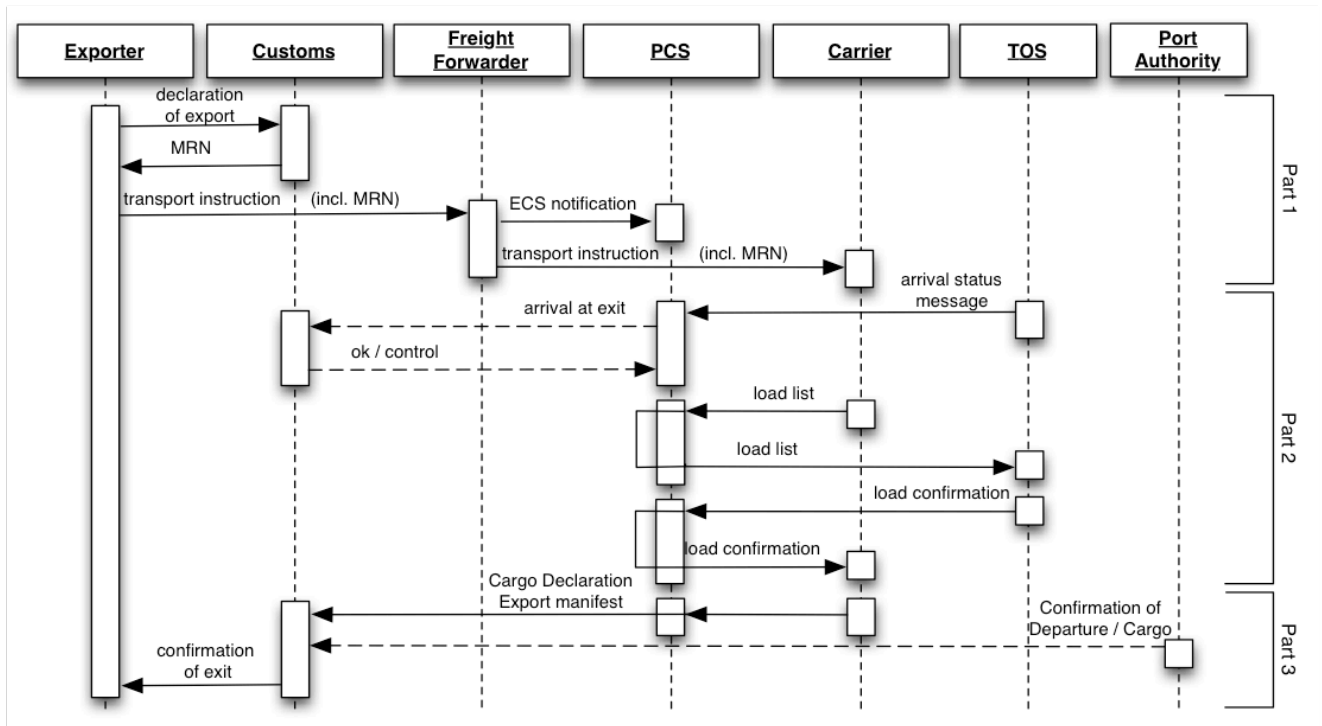 Exporter
Customs
Freight
Forwarder
PCS
Carrier
TOS
Port
Authority
declaration
of export
MRN
transport instruction (incl. MRN)
ECS notification
transport instruction (incl. MRN)
Part 1
arrival status
message
arrival at exit
ok / control
load list
load list
Part 2
load confirmation
load confirmation
Cargo Declaration
Export manifest
Confirmation of
Departure / Cargo
confirmation
of exit
Part 3